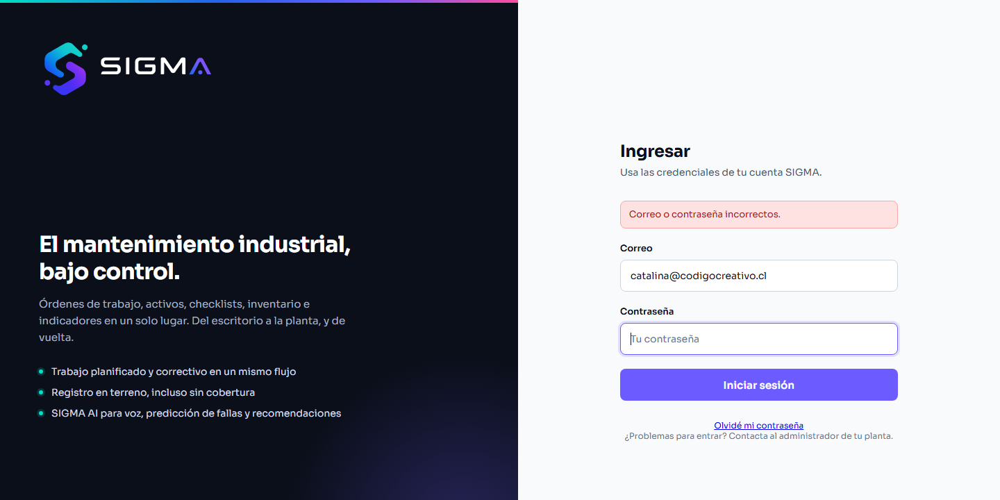 SIGMA
El mantenimiento industrial,
bajo control.
Órdenes de trabajo, activos, checklists, inventario e
indicadores en un solo lugar. Del escritorio a la planta, y de
vuelta.
Trabajo planificado y correctivo en un mismo flujo
Registro en terreno, incluso sin cobertura
SIGMA AI para voz, predicción de fallas y recomendaciones
Ingresar
Usa las credenciales de tu cuenta SIGMA.
Correo o contraseña incorrectos.
Correo
catalina@codigocreativo.cl
Contraseña
Tu contraseña
Iniciar sesión
Olvidé mi contraseña
¿Problemas para entrar? Contacta al administrador de tu planta.